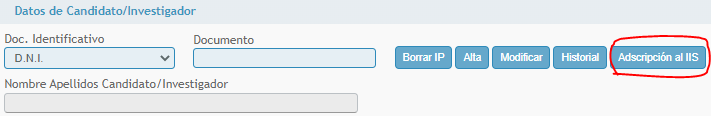 Datos de Candidato/Investigador
Doc. Identificativo Documento
D.N.I. Borrar IP Alta Modificar Historial Adscripción al IIS
Nombre Apellidos Candidato/Investigador